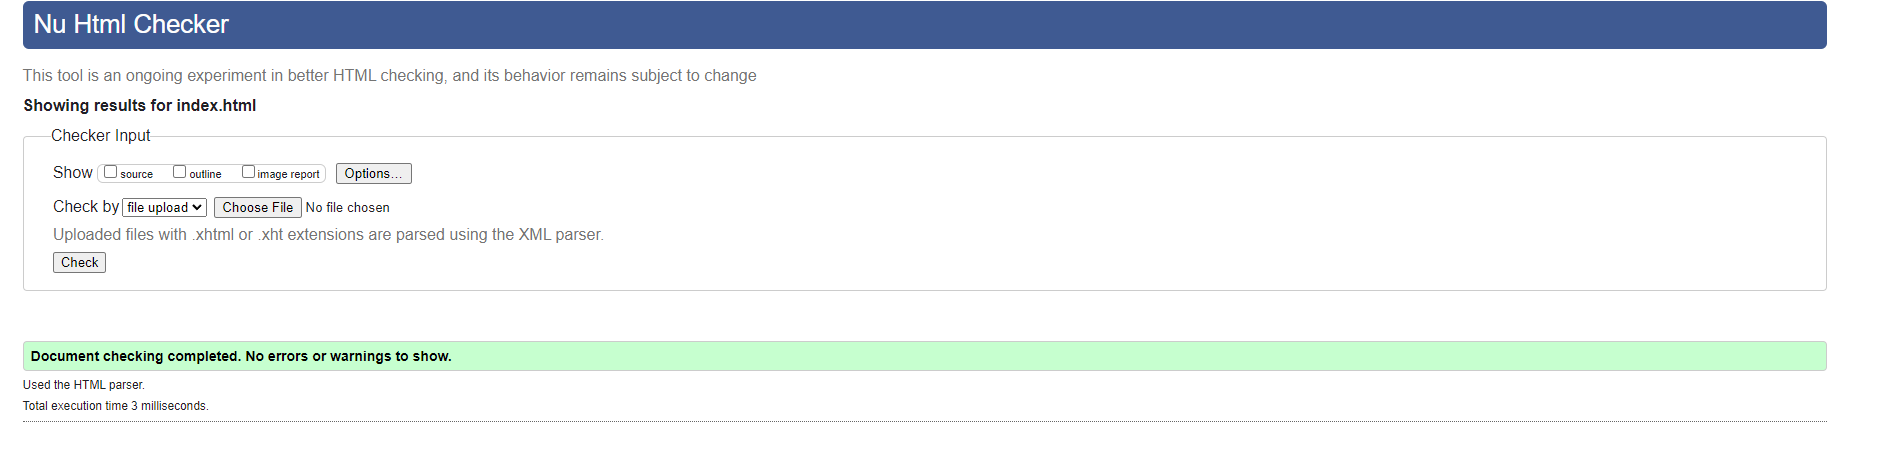 Nu Html Checker
This tool is an ongoing experiment in better HTML checking, and its behavior remains subject to change
Showing results for index.html
Checker Input
Show source outline image report Options...
Check by file upload Choose File No file chosen
Uploaded files with .xhtml or .xht extensions are parsed using the XML parser.
Check
Document checking completed. No errors or warnings to show.
Used the HTML parser.
Total execution time 3 milliseconds.